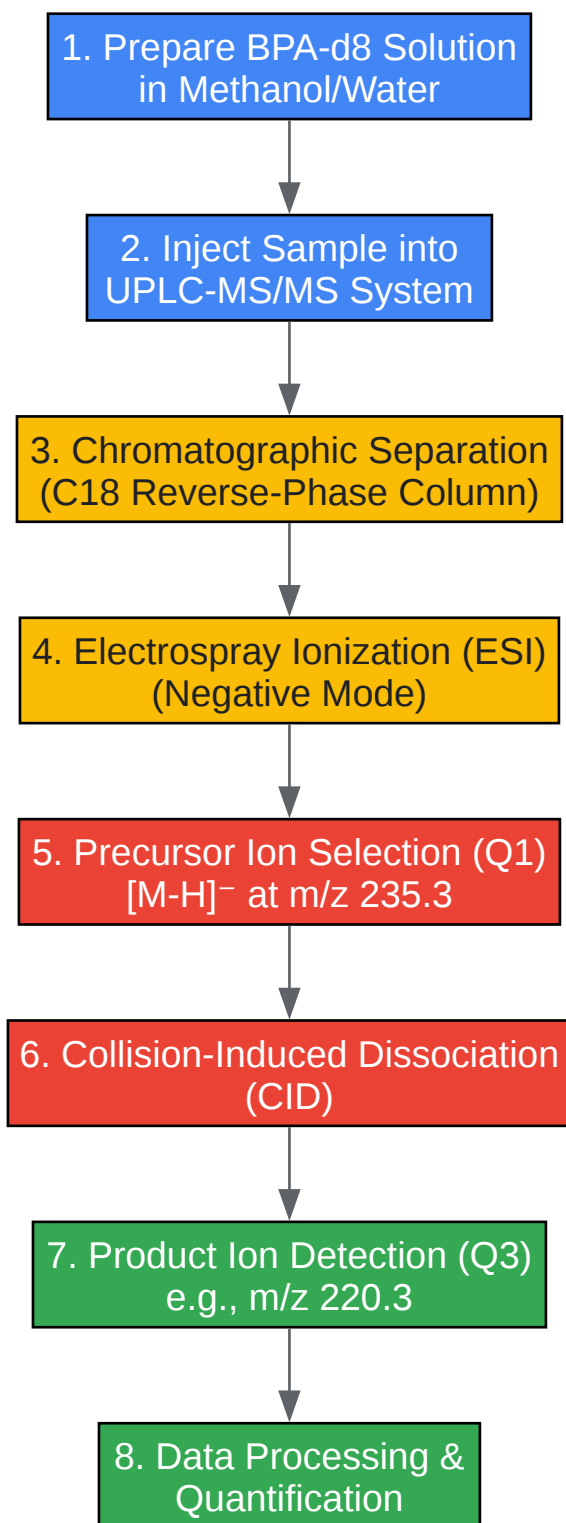 1. Prepare BPA-d8 Solution
in Methanol/Water
2. Inject Sample into
UPLC-MS/MS System
3. Chromatographic Separation
(C18 Reverse-Phase Column)
4. Electrospray Ionization (ESI)
(Negative Mode)
5. Precursor Ion Selection (Q1)
[M-H]⁻ at m/z 235.3
6. Collision-Induced Dissociation
(CID)
7. Product Ion Detection (Q3)
e.g., m/z 220.3
8. Data Processing &
Quantification